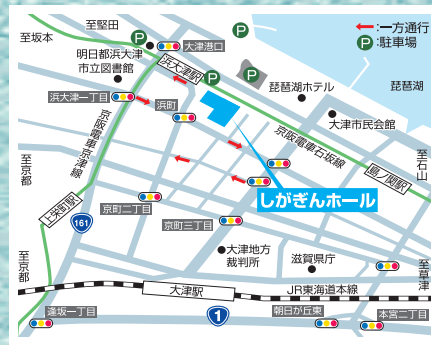 至堅田
至坂本
P
大津港口
一方通行
P:駐車場
明日都浜大津
市立図書館
浜大津駅
P
P
琵琶湖ホテル
琵琶湖
浜大津一丁目
浜町
大津市民会館
京阪電車京津線
京阪電車石坂線
島ノ関駅
至石山
至京都
上栄町駅
しがぎんホール
京町二丁目
京町三丁目
161
大津地方
裁判所
滋賀県庁
至京都
至草津
大津駅
JR東海道本線
逢坂一丁目
1
朝日が丘東
本宮二丁目